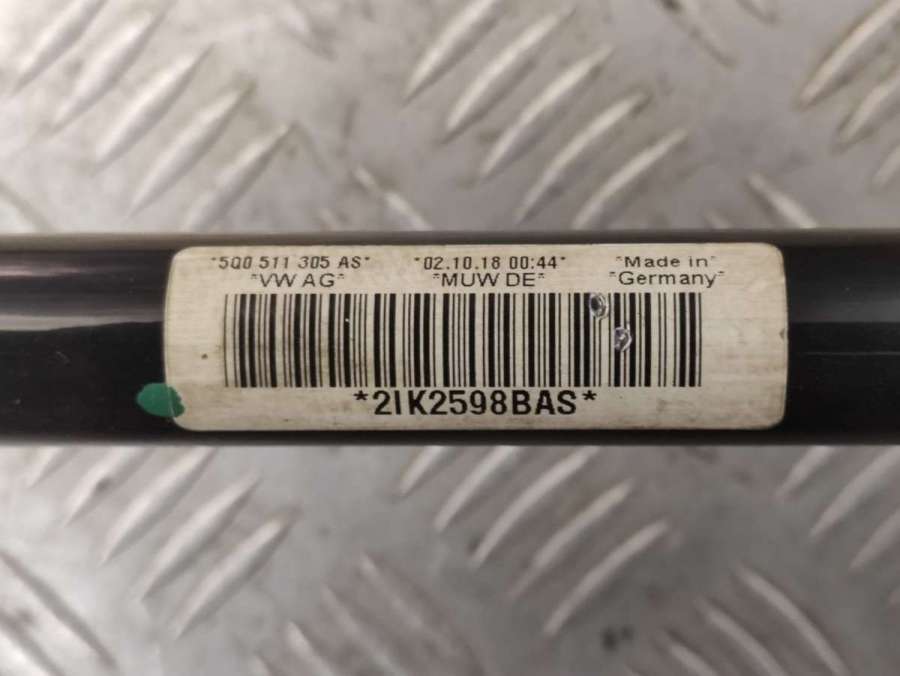 *5Q0 511 305 AS* *02.10.18 00:44* *Made in*
*VW AG* *MUW DE* *Germany*
*2IK2598BAS*